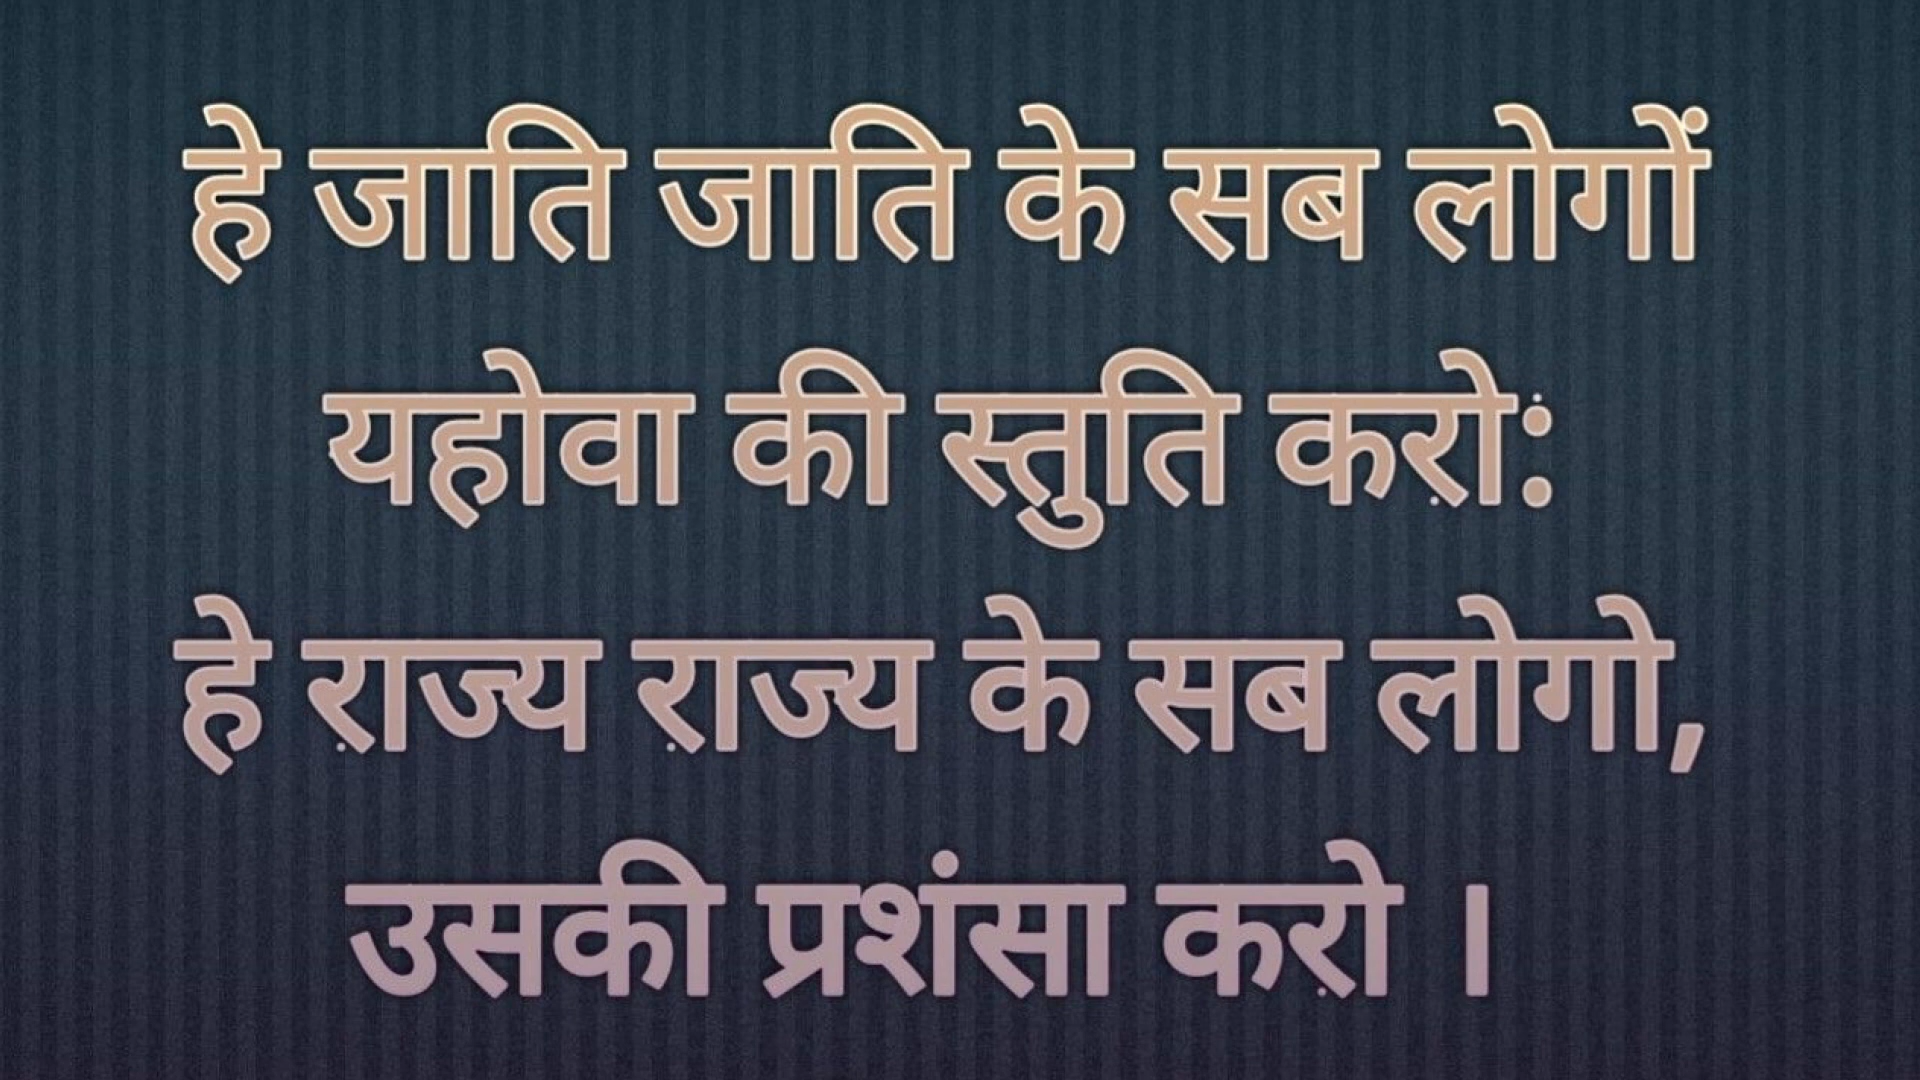 हे जाति जाति के सब लोगों
यहोवा की स्तुति करो:
हे राज्य राज्य के सब लोगो,
उसकी प्रशंसा करो ।